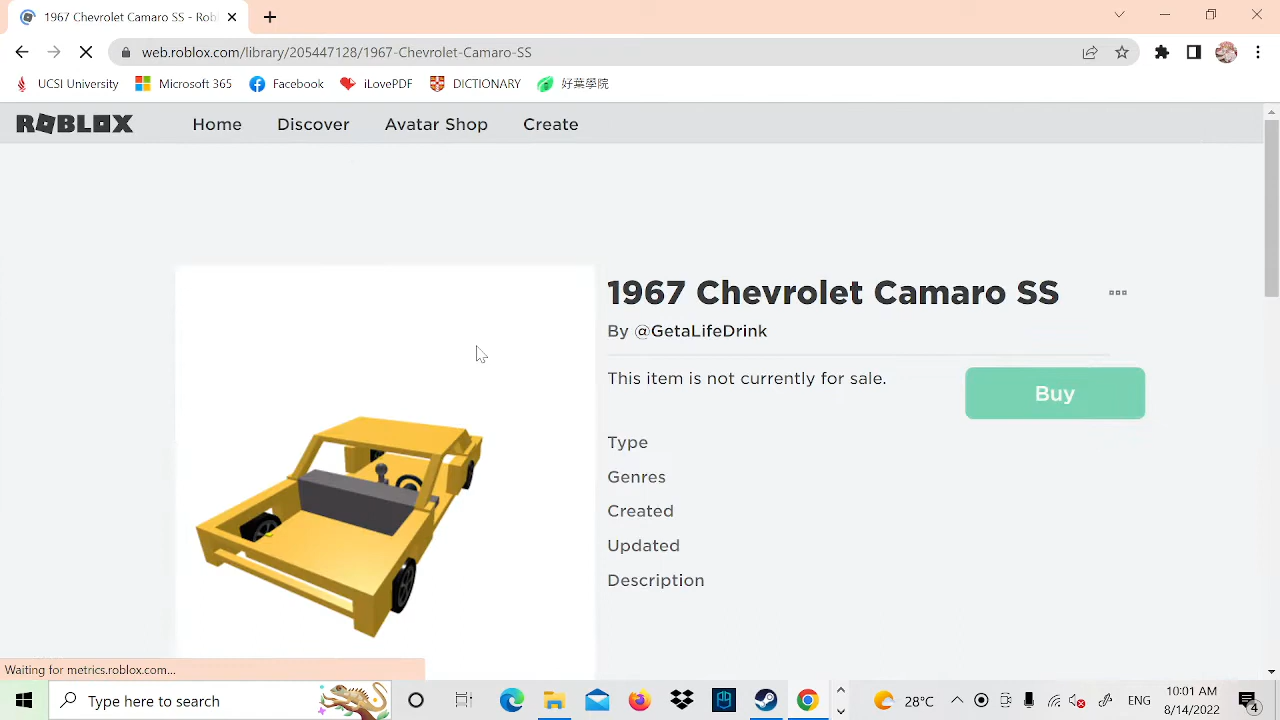 1967 Chevrolet Camaro SS - Robl
web.roblox.com/library/205447128/1967-Chevrolet-Camaro-SS
UCSI University Microsoft 365 Facebook iLovePDF DICTIONARY 好葉學院
ROBLOX Home Discover Avatar Shop Create
1967 Chevrolet Camaro SS
By @GetaLifeDrink
This item is not currently for sale.
Buy
Type
Genres
Created
Updated
Description
Waiting for metrics.roblox.com...
Type here to search
28°C
ENG
10:01 AM
8/14/2022
4